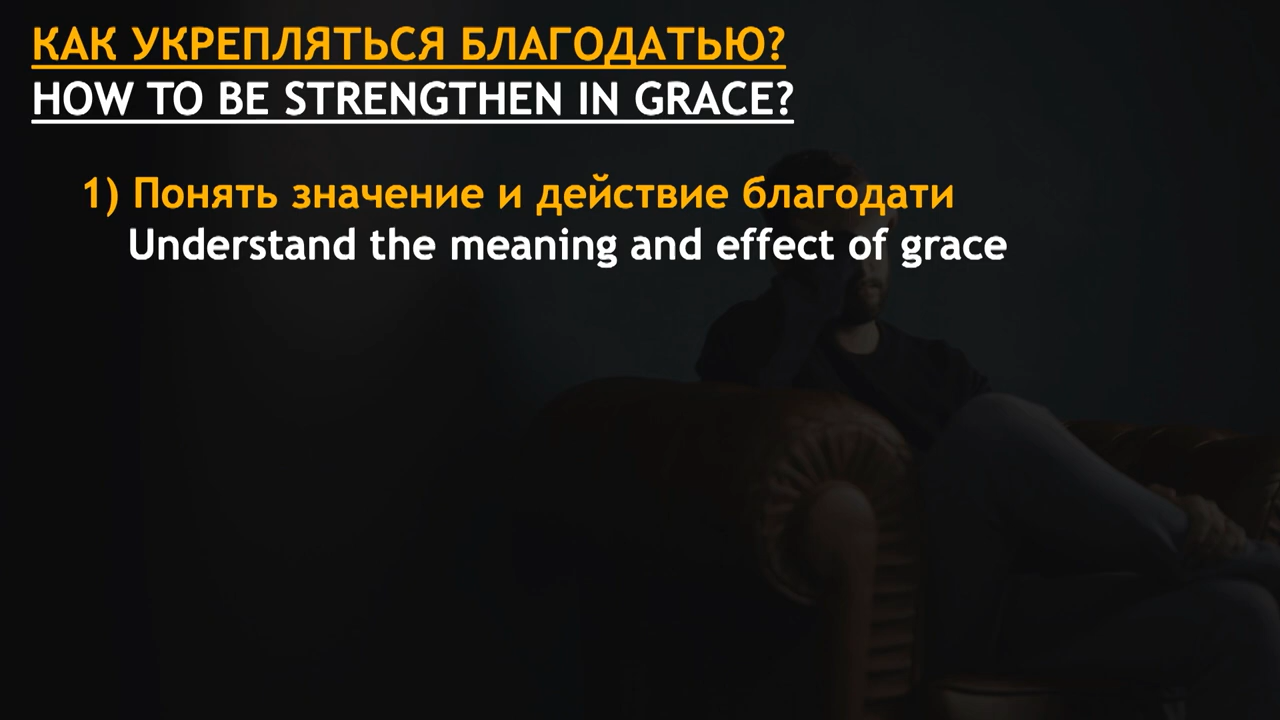 КАК УКРЕПЛЯТЬСЯ БЛАГОДАТЬЮ?
HOW TO BE STRENGTHEN IN GRACE?
1) Понять значение и действие благодати
Understand the meaning and effect of grace